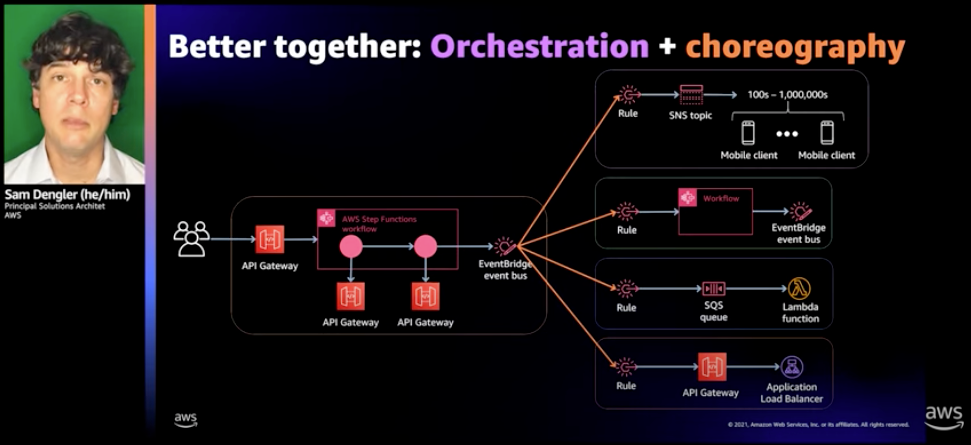 Better together: Orchestration + choreography
Sam Dengler (he/him)
Principal Solutions Architet
AWS
API Gateway
AWS Step Functions
workflow
API Gateway
API Gateway
EventBridge
event bus
Rule
SNS topic
100s – 1,000,000s
Mobile client
Mobile client
Rule
Workflow
EventBridge
event bus
Rule
SQS
queue
Lambda
function
Rule
API Gateway
Application
Load Balancer
aws
© 2021, Amazon Web Services, Inc. or its affiliates. All rights reserved.
aws